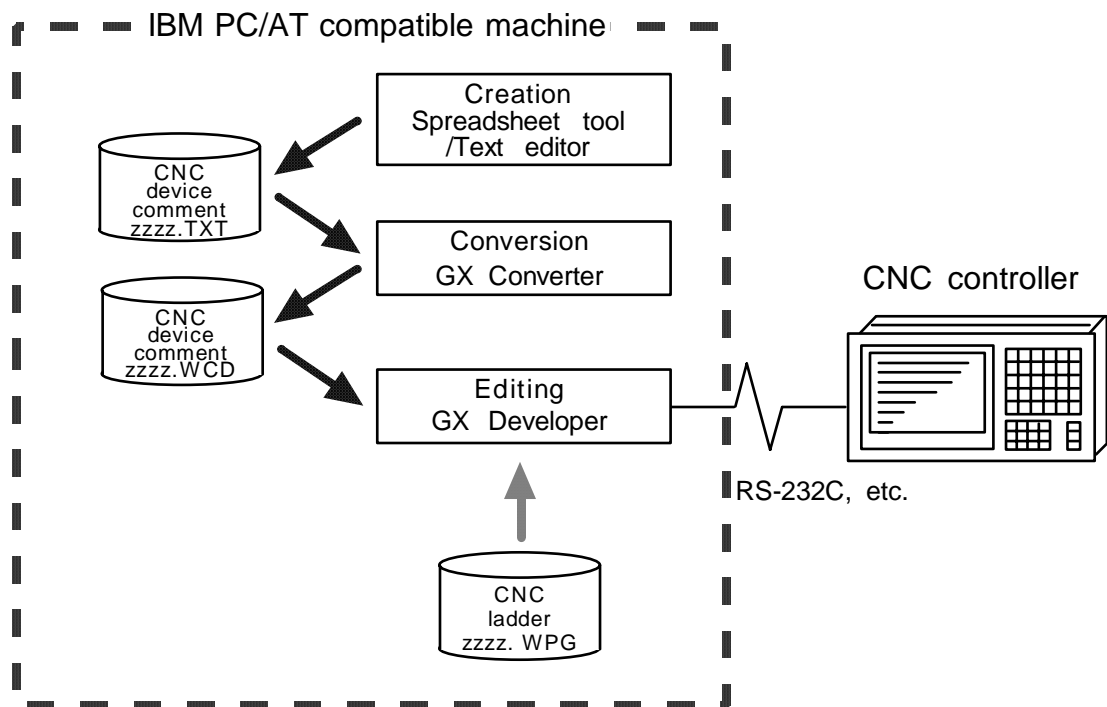 IBM PC/AT compatible machine
Creation
Spreadsheet tool
/Text editor
CNC
device
comment
zzzz.TXT
Conversion
GX Converter
CNC
device
comment
zzzz.WCD
Editing
GX Developer
CNC controller
RS-232C, etc.
CNC
ladder
zzzz. WPG